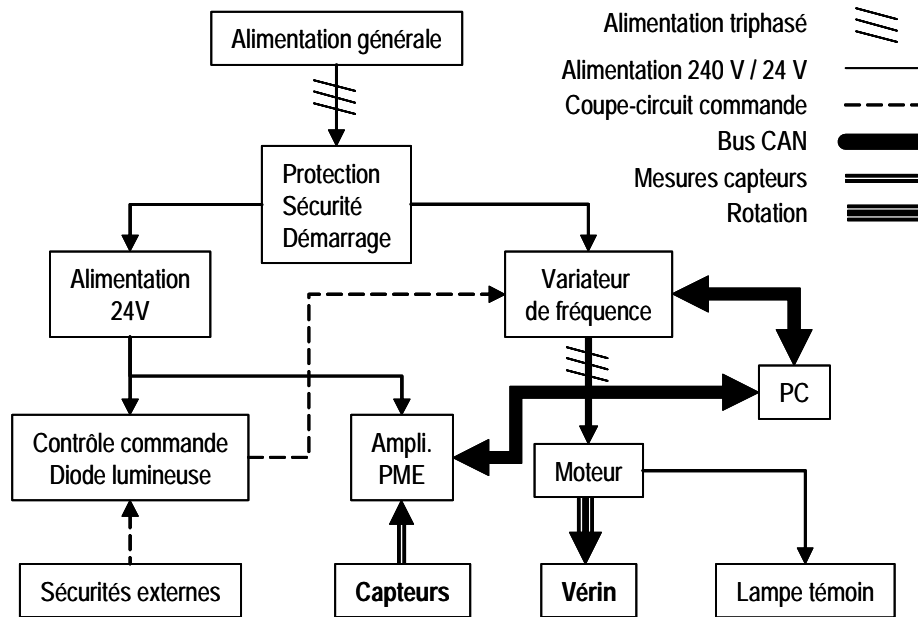 Alimentation générale
Alimentation triphasé
Alimentation 240 V / 24 V
Coupe-circuit commande
Bus CAN
Mesures capteurs
Rotation
Protection
Sécurité
Démarrage
Alimentation
24V
Variateur
de fréquence
PC
Contrôle commande
Diode lumineuse
Ampli.
PME
Moteur
Sécurités externes
Capteurs
Vérin
Lampe témoin